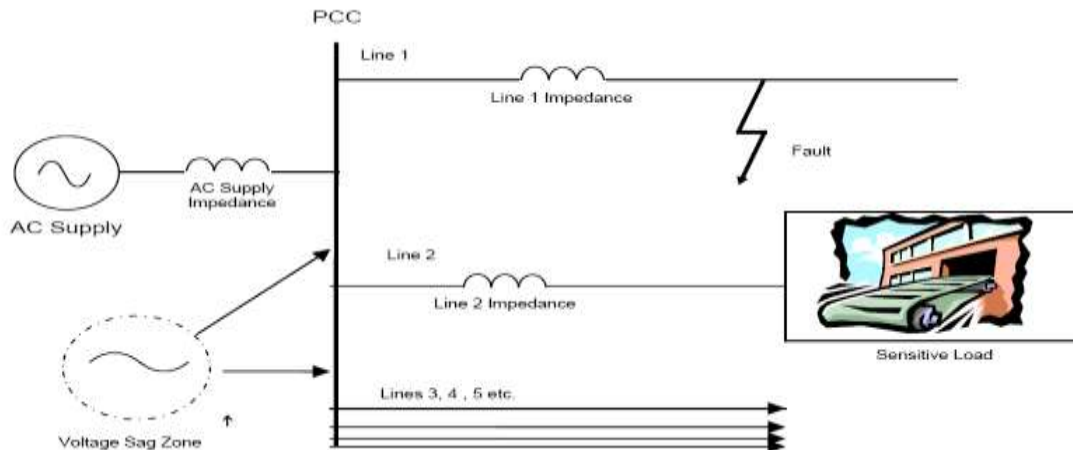 PCC
Line 1
Line 1 Impedance
Fault
AC Supply
Impedance
AC Supply
Line 2
Line 2 Impedance
Sensitive Load
Lines 3, 4 , 5 etc.
Voltage Sag Zone